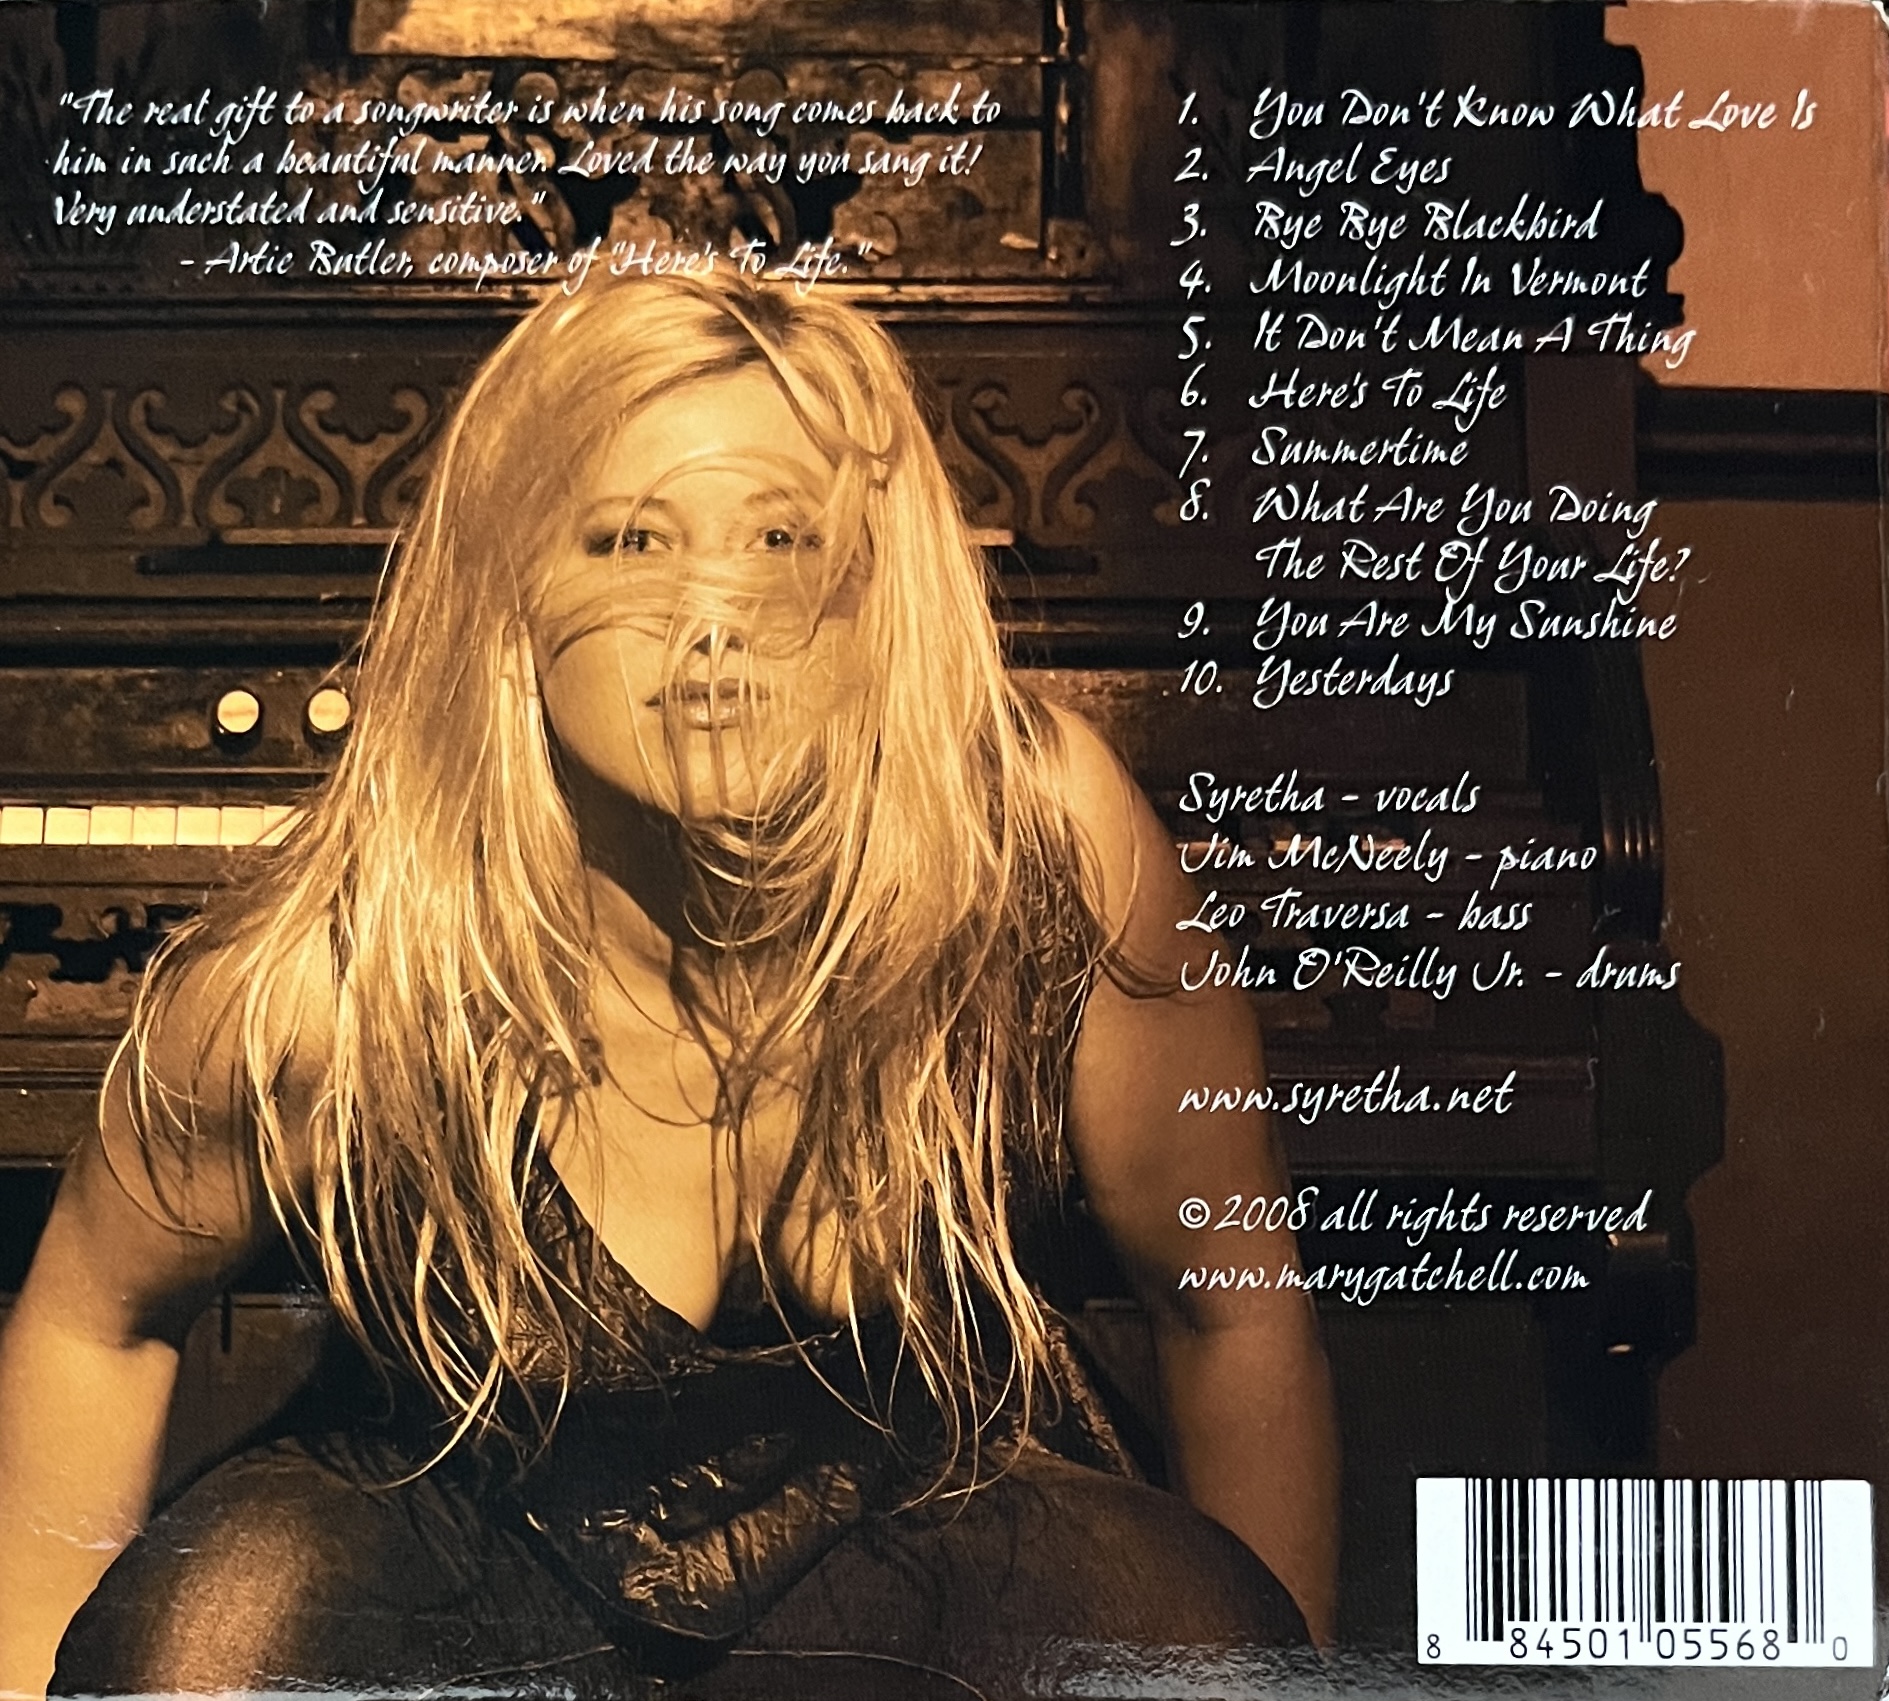 "The real gift to a songwriter is when his song comes back to
him in such a beautiful manner. Loved the way you sang it!
Very understated and sensitive."
- Artie Butler, composer of "Here's To Life."
1. You Don't Know What Love Is
2. Angel Eyes
3. Bye Bye Blackbird
4. Moonlight In Vermont
5. It Don't Mean A Thing
6. Here's To Life
7. Summertime
8. What Are You Doing
The Rest Of Your Life?
9. You Are My Sunshine
10. Yesterdays
Syretha - vocals
Jim McNeely - piano
Leo Traversa - bass
John O'Reilly Jr. - drums
www.syretha.net
©2008 all rights reserved
www.marygatchell.com
8 84501 05568 0